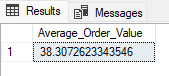 Results Messages
Average_Order_Value
1 38.3072623343546